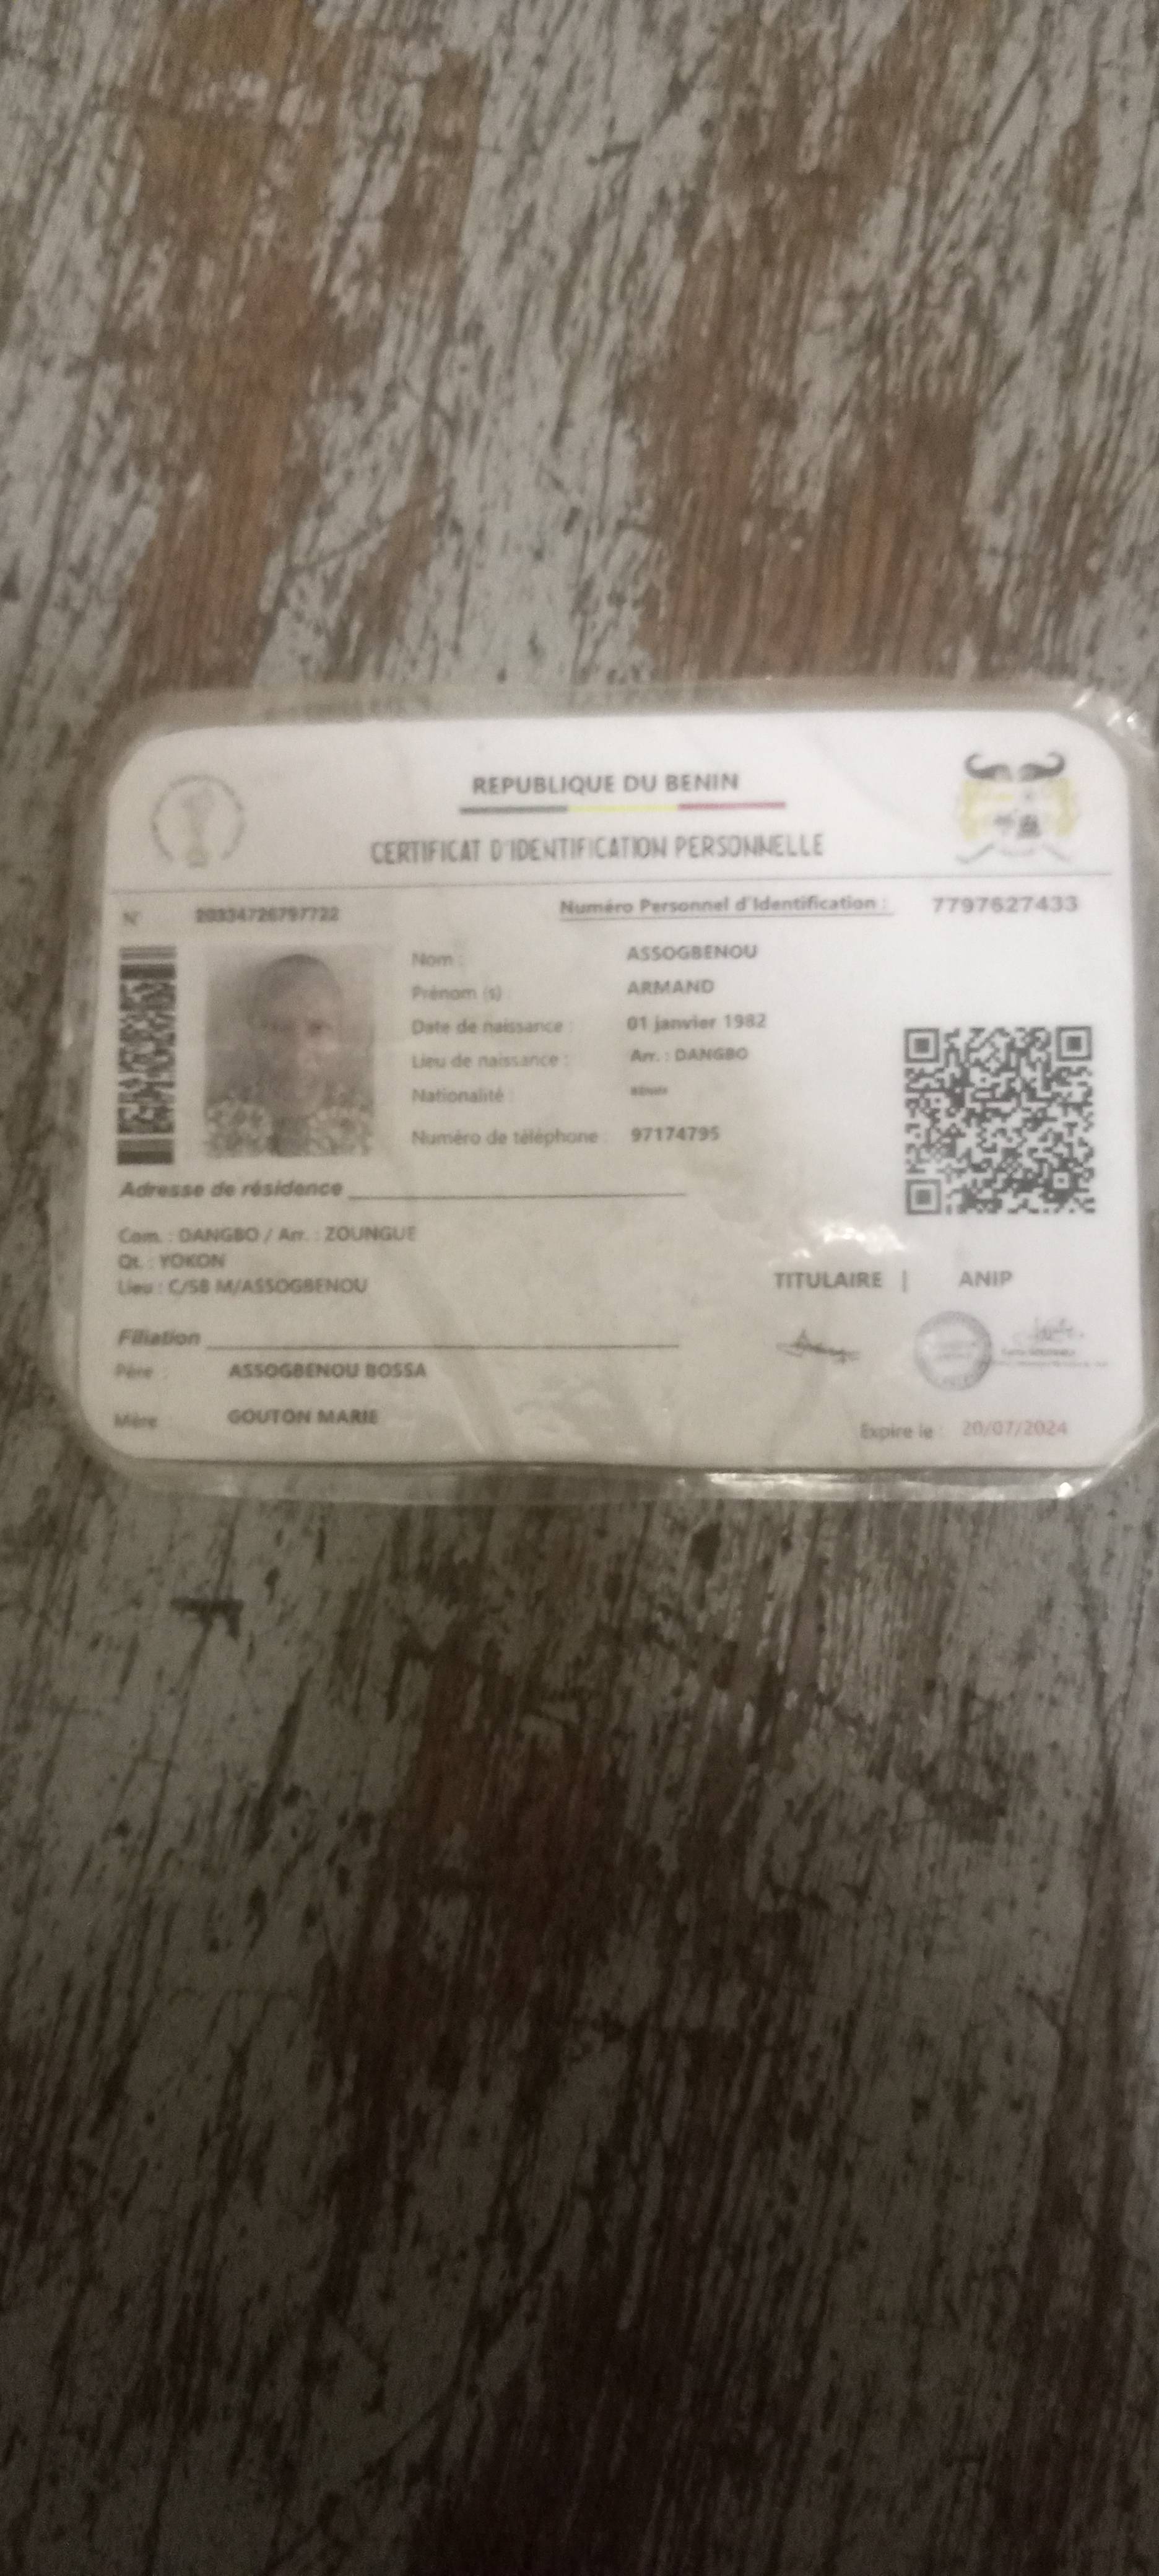 REPUBLIQUE DU BENIN
CERTIFICAT D'IDENTIFICATION PERSONNELLE
N° 20334726797722 Numéro Personnel d'Identification : 7797627433
Nom : ASSOGBENOU
Prénom (s) : ARMAND
Date de naissance : 01 janvier 1982
Lieu de naissance : Arr. : DANGBO
Nationalité :
Numéro de téléphone : 97174795
Adresse de résidence
Com. : DANGBO / Arr. : ZOUNGUE
Qt. : YOKON
Lieu : C/SB M/ASSOGBENOU
TITULAIRE | ANIP
Filiation
Père : ASSOGBENOU BOSSA
Mère GOUTON MARIE
Expire le : 20/07/2024